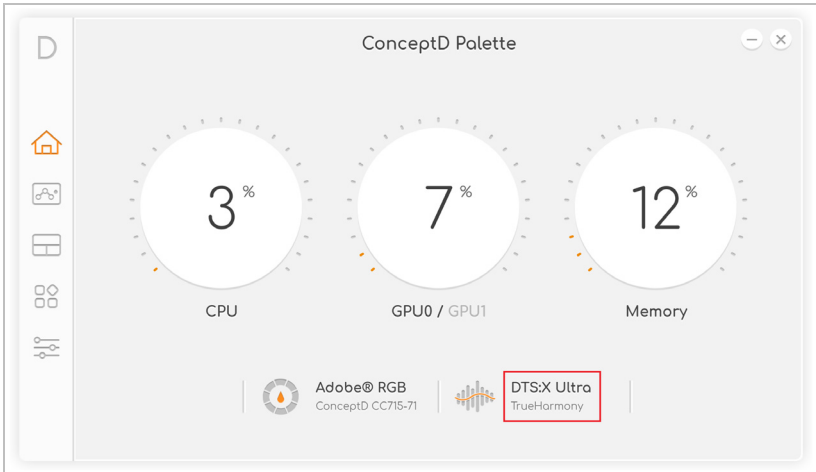 D
ConceptD Palette
3 %
7 %
12 %
CPU
GPU0 / GPU1
Memory
Adobe® RGB
ConceptD CC715-71
DTS:X Ultra
TrueHarmony